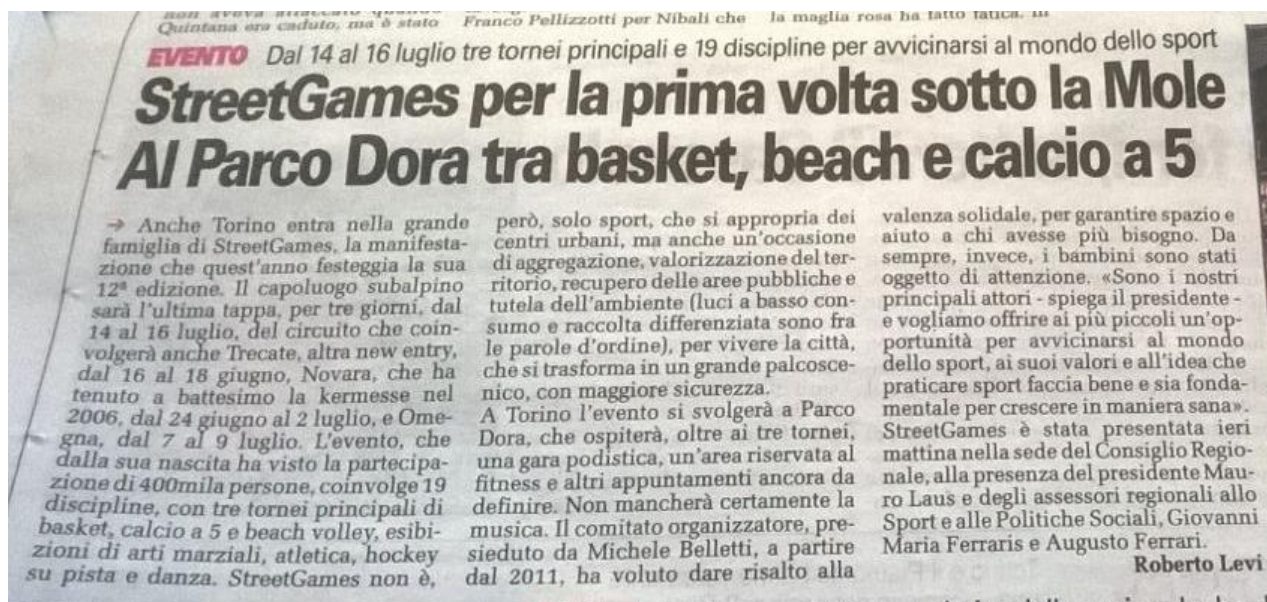 Quintana era caduto, ma è stato
Franco Pellizzotti per Nibali che
la maglia rosa ha fatto fatica. in
EVENTO Dal 14 al 16 luglio tre tornei principali e 19 discipline per avvicinarsi al mondo dello sport
StreetGames per la prima volta sotto la Mole
Al Parco Dora tra basket, beach e calcio a 5
→ Anche Torino entra nella grande
famiglia di StreetGames, la manifesta-
zione che quest'anno festeggia la sua
12ª edizione. Il capoluogo subalpino
sarà l'ultima tappa, per tre giorni, dal
14 al 16 luglio, del circuito che coin-
volgerà anche Trecate, altra new entry,
dal 16 al 18 giugno, Novara, che ha
tenuto a battesimo la kermesse nel
2006, dal 24 giugno al 2 luglio, e Ome-
gna, dal 7 al 9 luglio. L'evento, che
dalla sua nascita ha visto la partecipa-
zione di 400mila persone, coinvolge 19
discipline, con tre tornei principali di
basket, calcio a 5 e beach volley, esibi-
zioni di arti marziali, atletica, hockey
su pista e danza. StreetGames non è,
però, solo sport, che si appropria dei
centri urbani, ma anche un'occasione
di aggregazione, valorizzazione del ter-
ritorio, recupero delle aree pubbliche e
tutela dell'ambiente (luci a basso con-
sumo e raccolta differenziata sono fra
le parole d'ordine), per vivere la città,
che si trasforma in un grande palcosce-
nico, con maggiore sicurezza.
A Torino l'evento si svolgerà a Parco
Dora, che ospiterà, oltre ai tre tornei,
una gara podistica, un'area riservata al
fitness e altri appuntamenti ancora da
definire. Non mancherà certamente la
musica. Il comitato organizzatore, pre-
sieduto da Michele Belletti, a partire
dal 2011, ha voluto dare risalto alla
valenza solidale, per garantire spazio e
aiuto a chi avesse più bisogno. Da
sempre, invece, i bambini sono stati
oggetto di attenzione. «Sono i nostri
principali attori - spiega il presidente -
e vogliamo offrire ai più piccoli un'op-
portunità per avvicinarsi al mondo
dello sport, ai suoi valori e all'idea che
praticare sport faccia bene e sia fonda-
mentale per crescere in maniera sana».
StreetGames è stata presentata ieri
mattina nella sede del Consiglio Regio-
nale, alla presenza del presidente Mau-
ro Laus e degli assessori regionali allo
Sport e alle Politiche Sociali, Giovanni
Maria Ferraris e Augusto Ferrari.
Roberto Levi